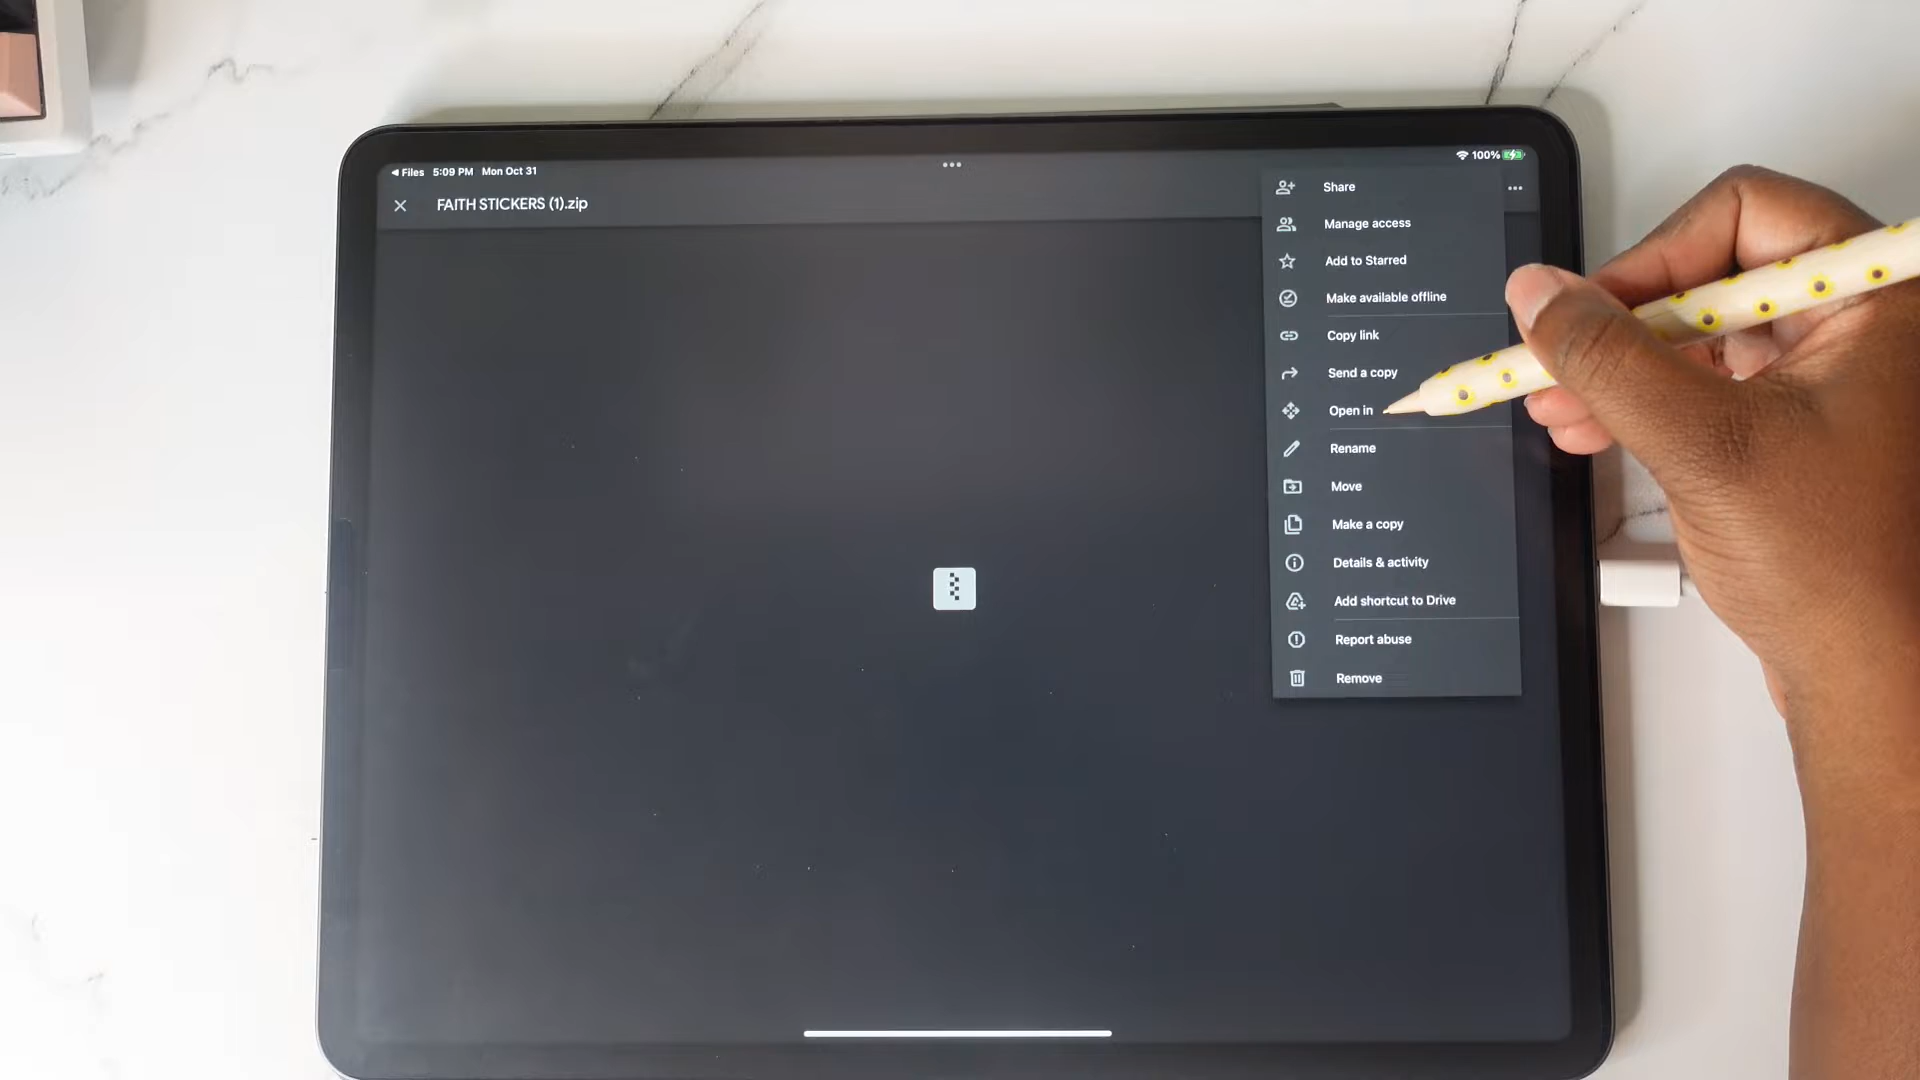 Files 5:09 PM Mon Oct 31
100%
FAITH STICKERS (1).zip
Share
Manage access
Add to Starred
Make available offline
Copy link
Send a copy
Open in
Rename
Move
Make a copy
Details & activity
Add shortcut to Drive
Report abuse
Remove